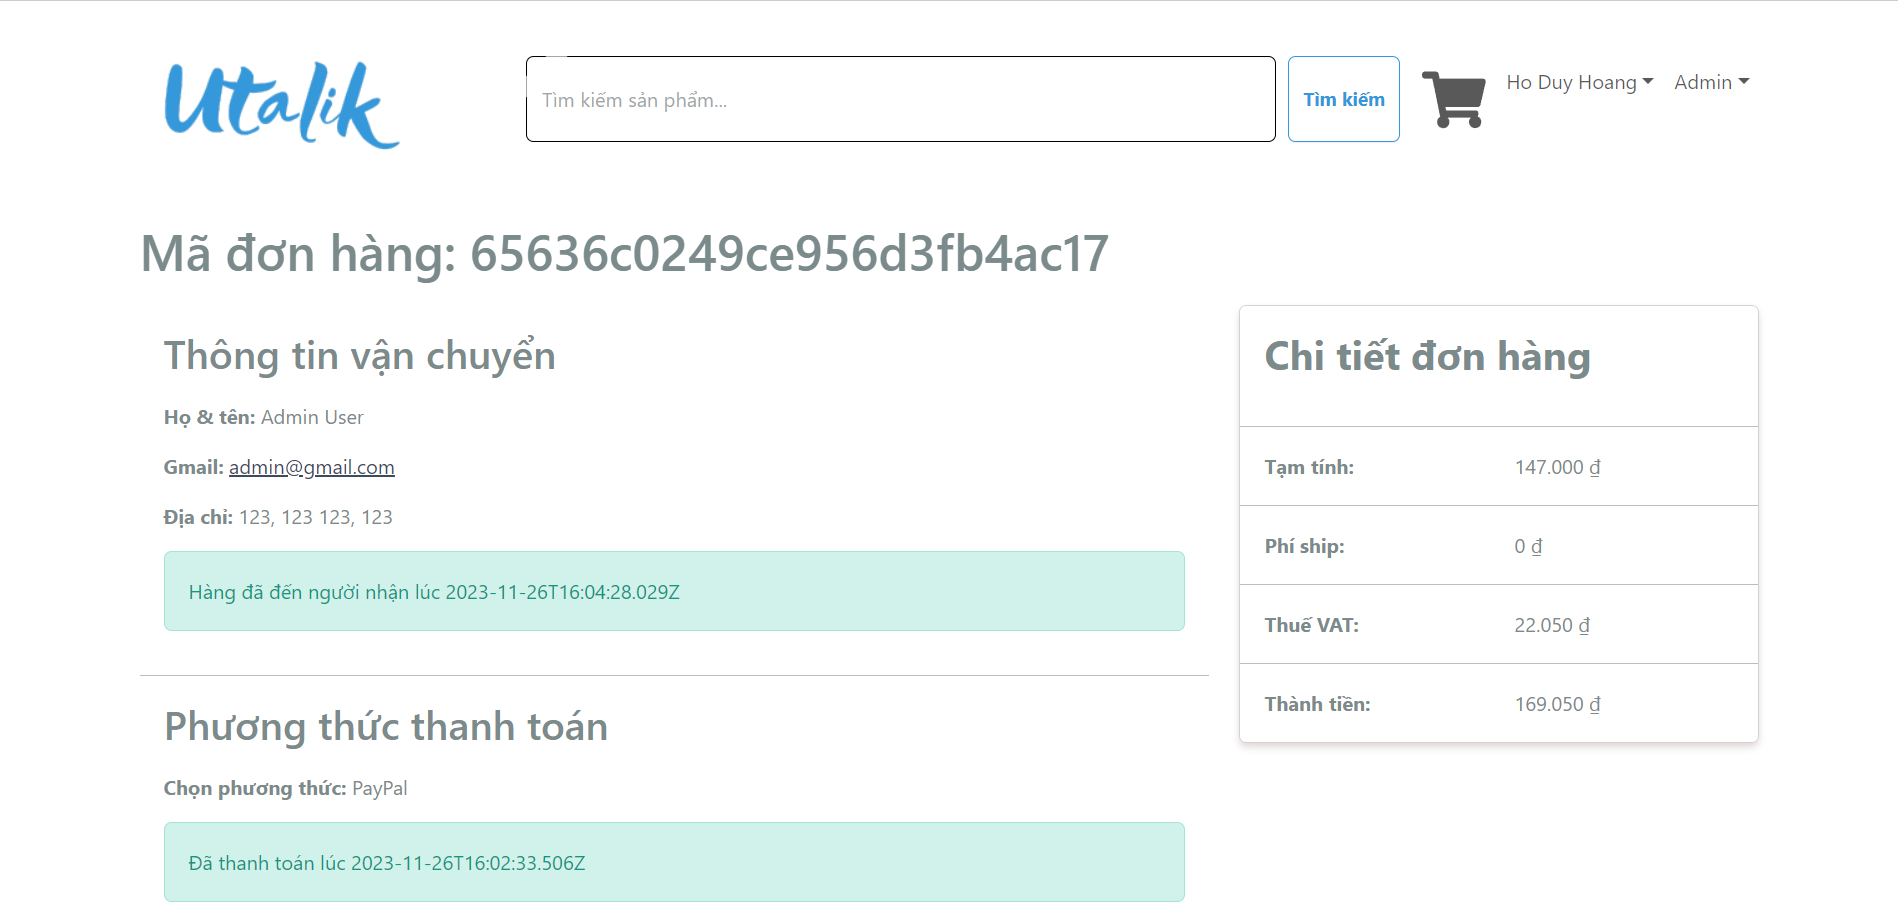 Utalik
Tìm kiếm sản phẩm...
Tìm kiếm
Ho Duy Hoang
Admin
Mã đơn hàng: 65636c0249ce956d3fb4ac17
Thông tin vận chuyển
Họ & tên: Admin User
Gmail: admin@gmail.com
Địa chỉ: 123, 123 123, 123
Hàng đã đến người nhận lúc 2023-11-26T16:04:28.029Z
Phương thức thanh toán
Chọn phương thức: PayPal
Đã thanh toán lúc 2023-11-26T16:02:33.506Z
Chi tiết đơn hàng
Tạm tính: 147.000 ₫
Phí ship: 0 ₫
Thuế VAT: 22.050 ₫
Thành tiền: 169.050 ₫